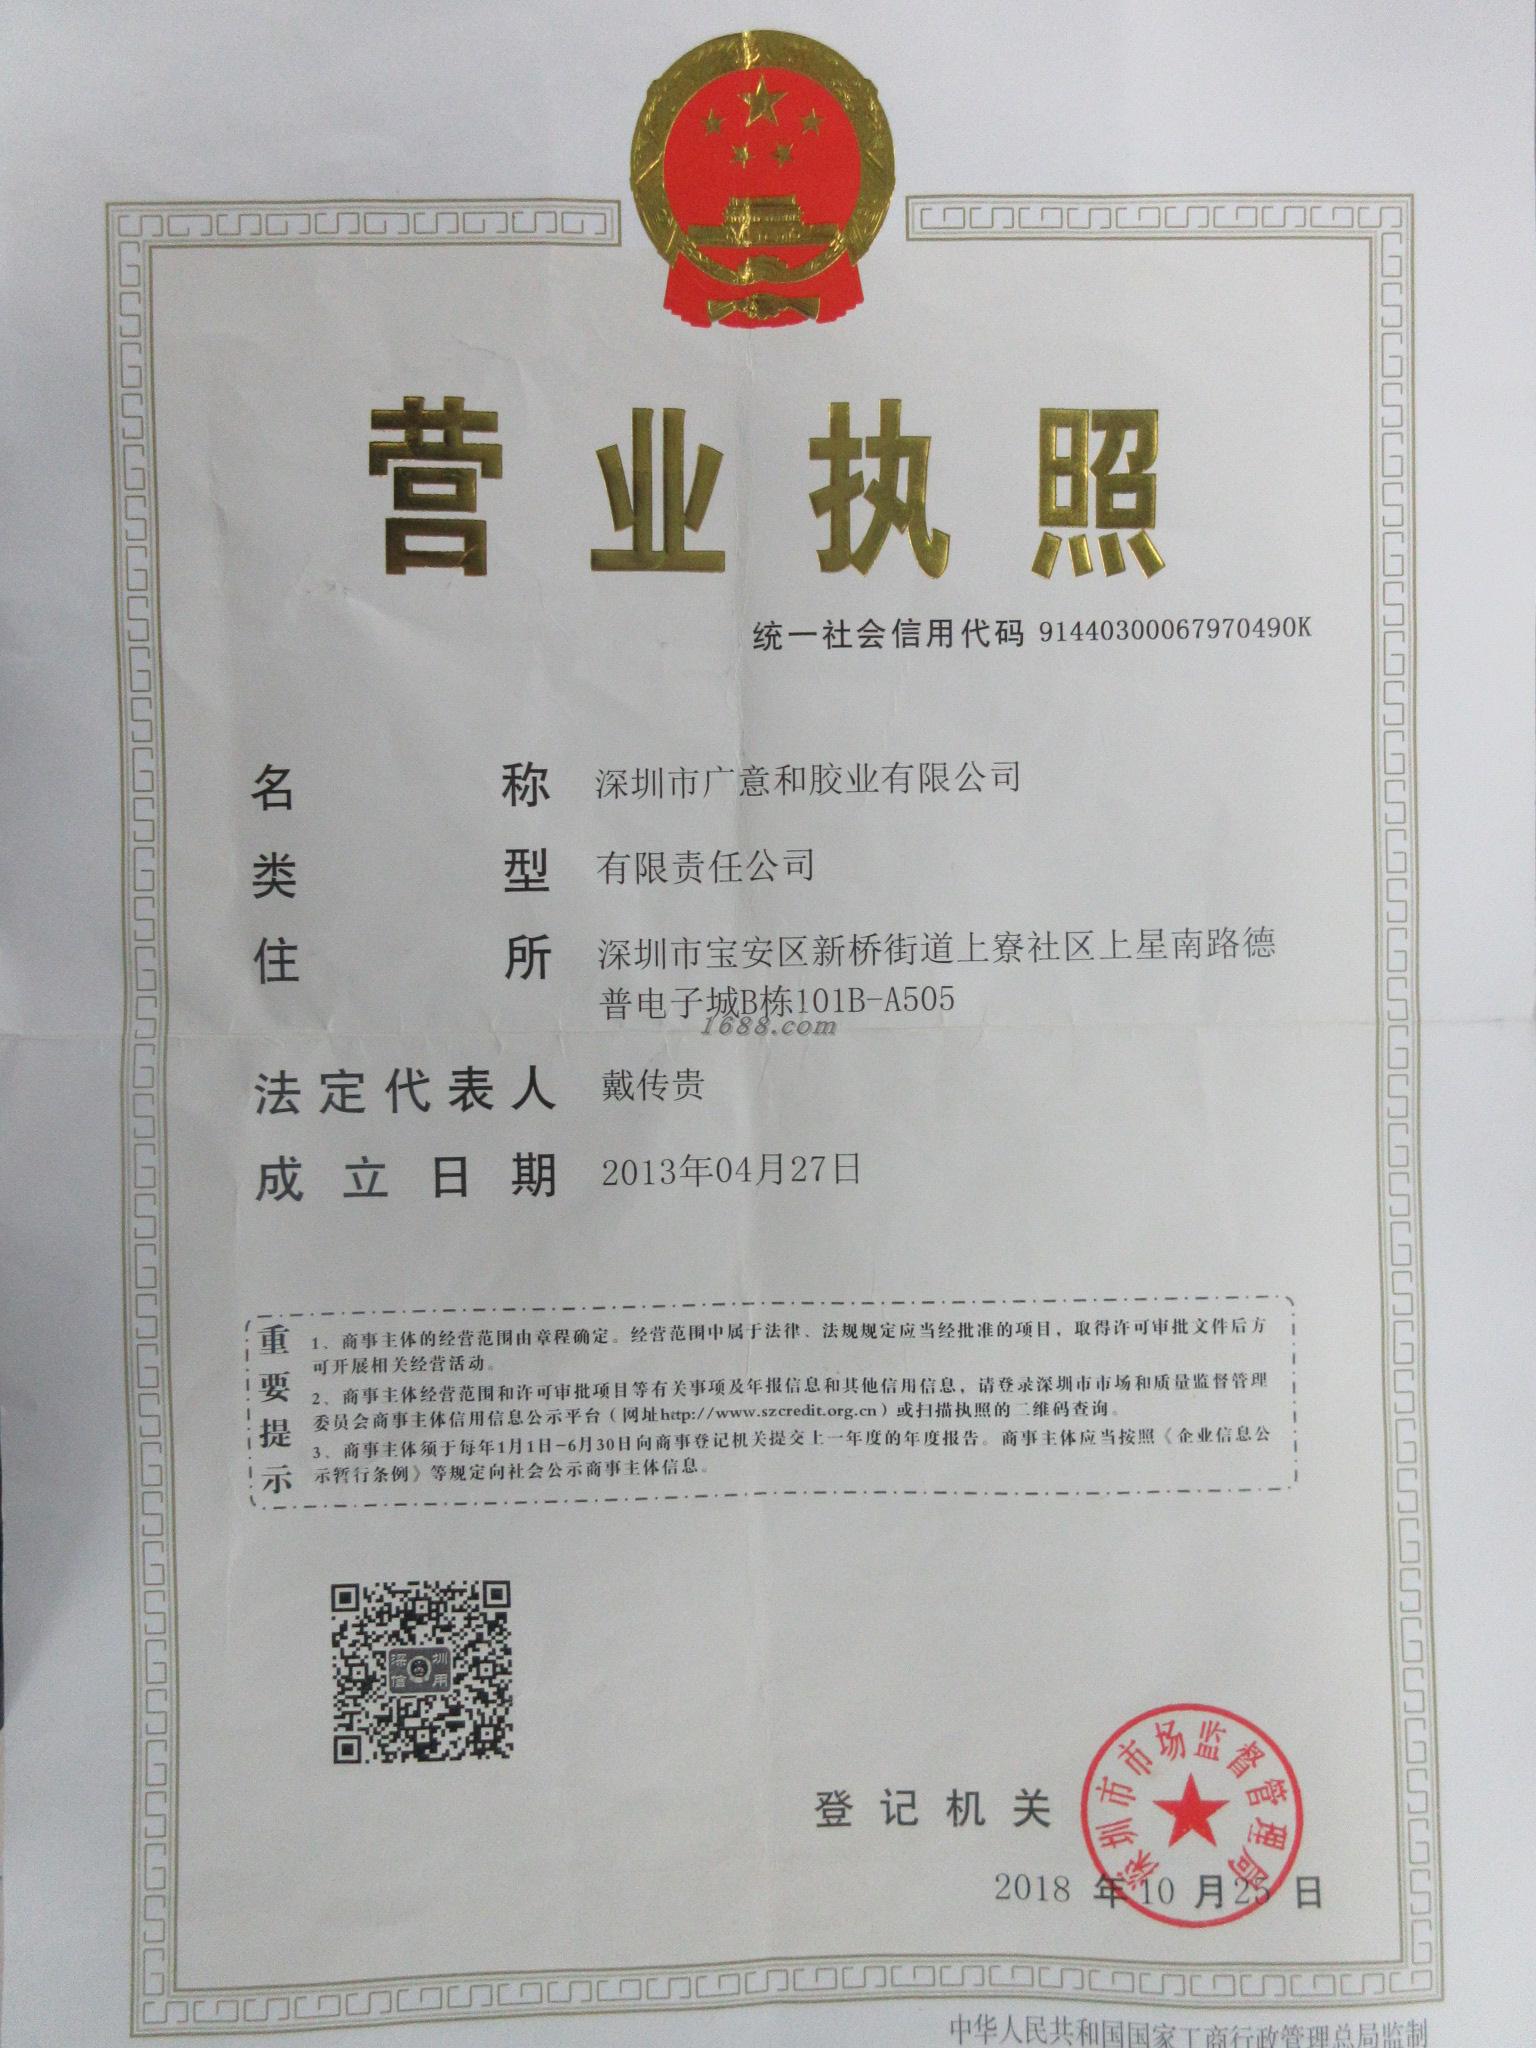 营业执照
统一社会信用代码 91440300067970490K
名称 深圳市广意和胶业有限公司
类型 有限责任公司
住所 深圳市宝安区新桥街道上寮社区上星南路德
普电子城B栋101B-A505
1688.com
法定代表人 戴传贵
成立日期 2013年04月27日
重要提示
1、商事主体的经营范围由章程确定。经营范围中属于法律、法规规定应当经批准的项目，取得许可审批文件后方
可开展相关经营活动。
2、商事主体经营范围和许可审批项目等有关事项及年报信息和其他信用信息，请登录深圳市市场和质量监督管理
委员会商事主体信用信息公示平台（网址http://www.szcredit.org.cn）或扫描执照的二维码查询。
3、商事主体须于每年1月1日-6月30日向商事登记机关提交上一年度的年度报告。商事主体应当按照《企业信息公
示暂行条例》等规定向社会公示商事主体信息。
深圳
信用
登记机关
深圳市市场监督管理局
2018 年 10 月 25 日
中华人民共和国国家工商行政管理总局监制